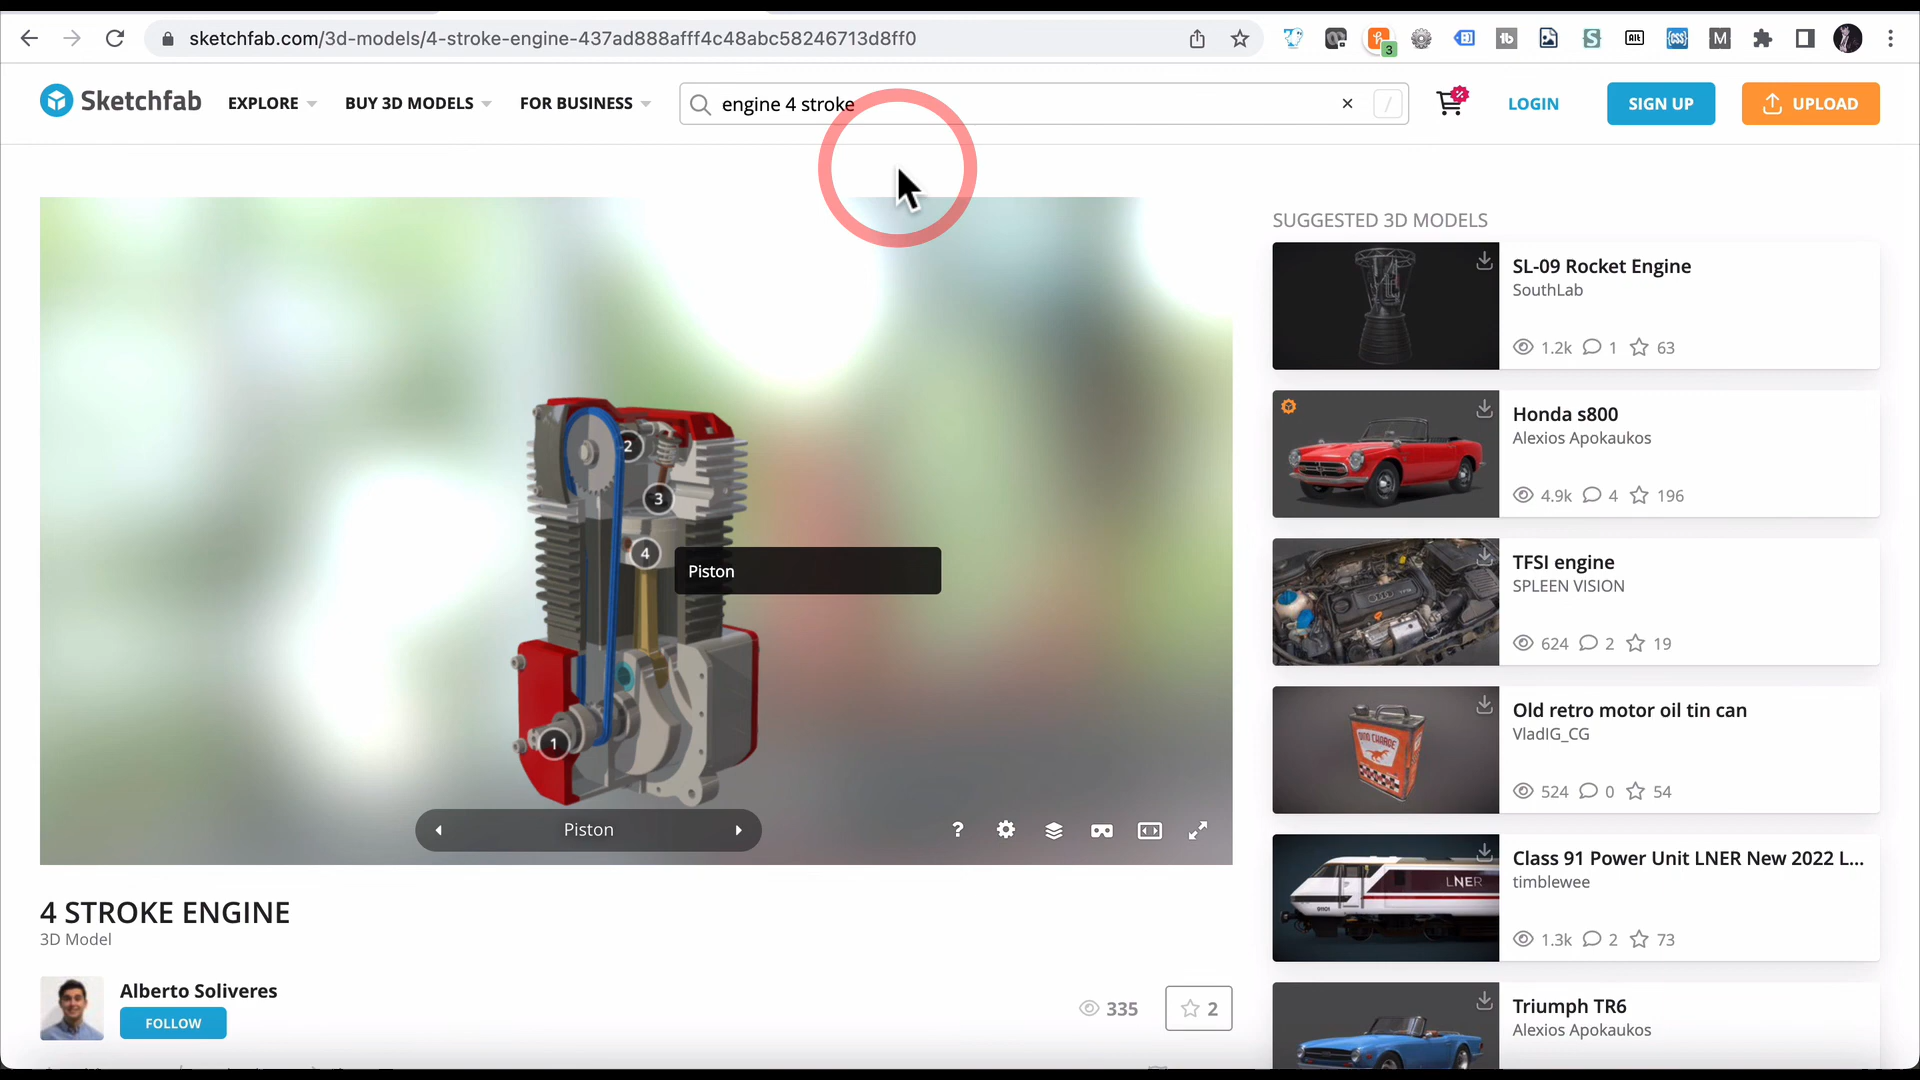 sketchfab.com/3d-models/4-stroke-engine-437ad888afff4c48abc58246713d8ff0
3
Sketchfab
EXPLORE
BUY 3D MODELS
FOR BUSINESS
engine 4 stroke
/
LOGIN
SIGN UP
UPLOAD
2
3
4
Piston
1
Piston
?
4 STROKE ENGINE
3D Model
Alberto Soliveres
FOLLOW
335
2
SUGGESTED 3D MODELS
SL-09 Rocket Engine
SouthLab
1.2k 1 63
Honda s800
Alexios Apokaukos
4.9k 4 196
TFSI engine
SPLEEN VISION
624 2 19
DINO CHARGE
Old retro motor oil tin can
VladIG_CG
524 0 54
LNER
Class 91 Power Unit LNER New 2022 L...
timblewee
1.3k 2 73
Triumph TR6
Alexios Apokaukos